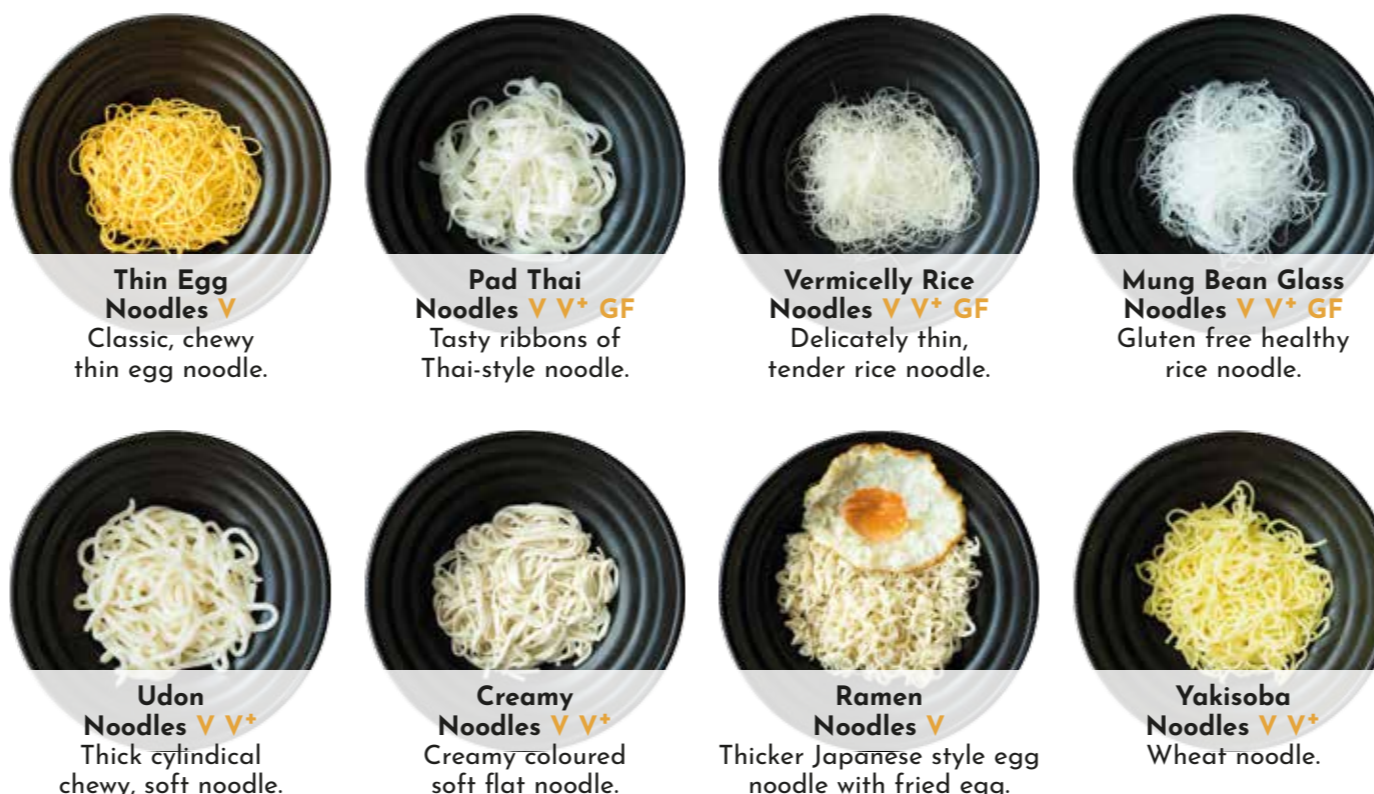 Thin Egg
Noodles V
Classic, chewy
thin egg noodle.
Pad Thai
Noodles V V⁺ GF
Tasty ribbons of
Thai-style noodle.
Vermicelly Rice
Noodles V V⁺ GF
Delicately thin,
tender rice noodle.
Mung Bean Glass
Noodles V V⁺ GF
Gluten free healthy
rice noodle.
Udon
Noodles V V⁺
Thick cylindical
chewy, soft noodle.
Creamy
Noodles V V⁺
Creamy coloured
soft flat noodle.
Ramen
Noodles V
Thicker Japanese style egg
noodle with fried egg.
Yakisoba
Noodles V V⁺
Wheat noodle.